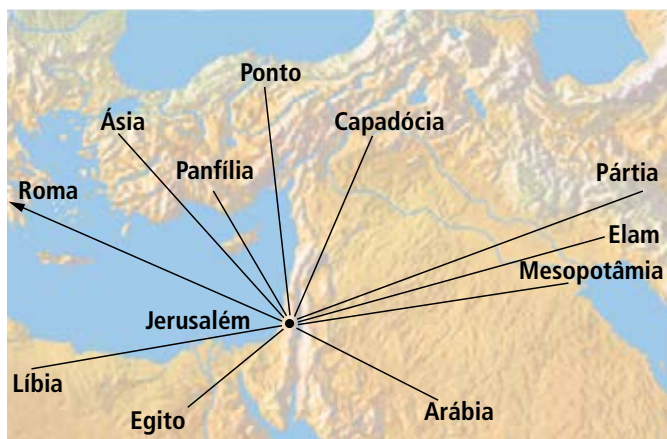 Ponto
Ásia
Capadócia
Panfília
Pártia
Roma
Elam
Mesopotâmia
Jerusalém
Líbia
Egito
Arábia